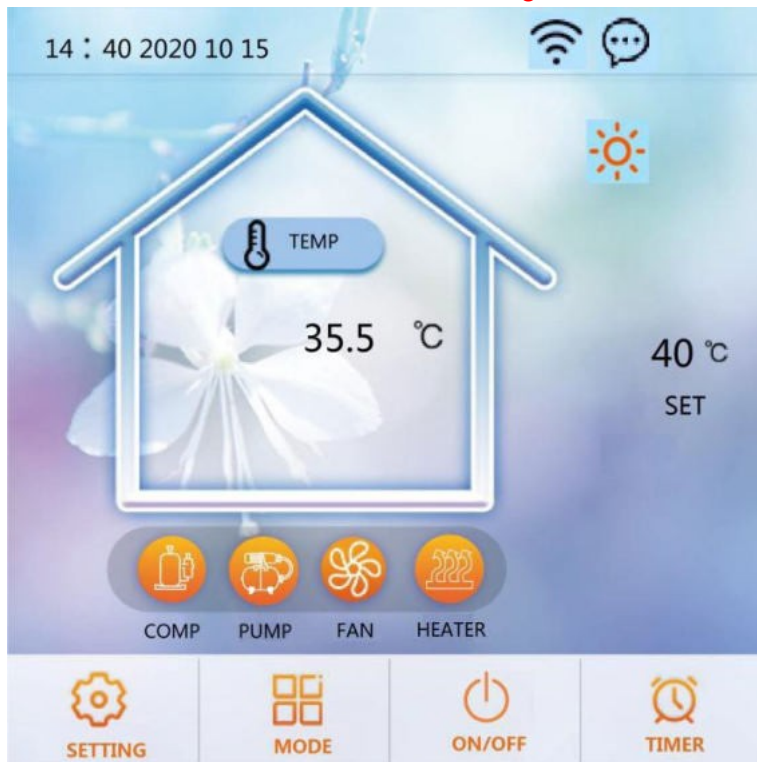 14：40 2020 10 15
TEMP
35.5 ℃
40 ℃
SET
COMP PUMP FAN HEATER
SETTING MODE ON/OFF TIMER